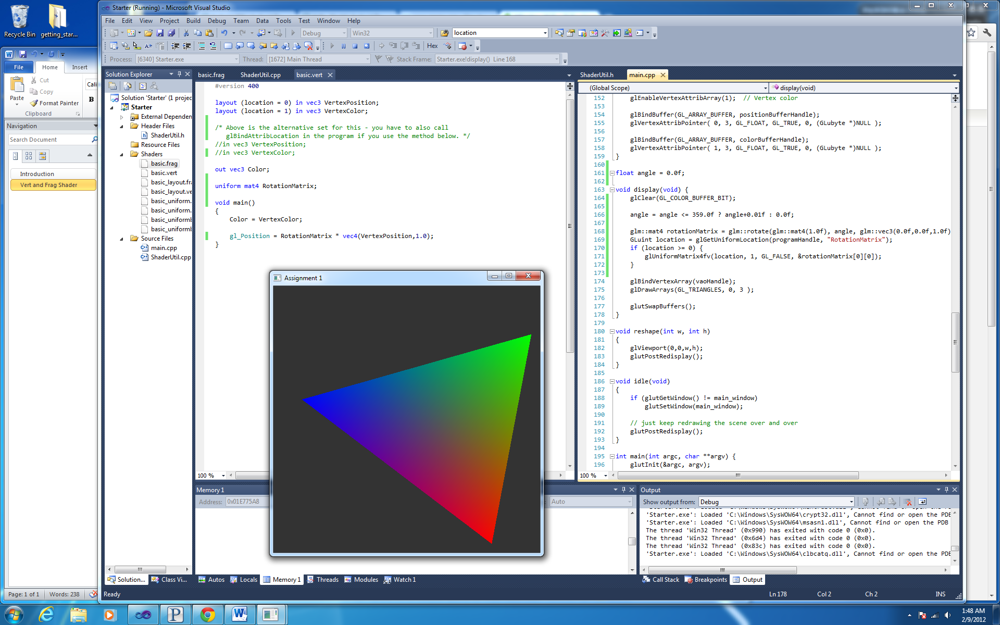 Recycle Bin
getting_star...
Starter (Running) - Microsoft Visual Studio
File Edit View Project Build Debug Team Data Tools Test Window Help
Debug Win32 location
Hex
Process: [6340] Starter.exe Thread: [1672] Main Thread Stack Frame: Starter.exe!display() Line 168
File Home Insert
Paste
Cut
Copy
Format Painter
Cali
B
Clipboard
Navigation
Search Document
Introduction
Vert and Frag Shader
Page: 1 of 1 Words: 238
Solution Explorer
Solution 'Starter' (1 projec
Starter
External Dependen
Header Files
ShaderUtil.h
Resource Files
Shaders
basic.frag
basic.vert
basic_layout.fra
basic_layout.ve
basic_uniform.
basic_uniform.
basic_uniformb
basic_uniformb
Source Files
main.cpp
ShaderUtil.cpp
Solution... Class Vi...
basic.frag ShaderUtil.cpp basic.vert
#version 400
layout (location = 0) in vec3 VertexPosition;
layout (location = 1) in vec3 VertexColor;
/* Above is the alternative set for this - you have to also call
glBindAttribLocation in the program if you use the method below. */
//in vec3 VertexPosition;
//in vec3 VertexColor;
out vec3 Color;
uniform mat4 RotationMatrix;
void main()
{
Color = VertexColor;
gl_Position = RotationMatrix * vec4(VertexPosition,1.0);
}
100 %
Assignment 1
ShaderUtil.h main.cpp
(Global Scope) display(void)
152 glEnableVertexAttribArray(1); // Vertex color
153
154 glBindBuffer(GL_ARRAY_BUFFER, positionBufferHandle);
155 glVertexAttribPointer( 0, 3, GL_FLOAT, GL_TRUE, 0, (GLubyte *)NULL );
156
157 glBindBuffer(GL_ARRAY_BUFFER, colorBufferHandle);
158 glVertexAttribPointer( 1, 3, GL_FLOAT, GL_TRUE, 0, (GLubyte *)NULL );
159 }
160
161 float angle = 0.0f;
162
163 void display(void) {
164 glClear(GL_COLOR_BUFFER_BIT);
165
166 angle = angle <= 359.0f ? angle+0.01f : 0.0f;
167
168 glm::mat4 rotationMatrix = glm::rotate(glm::mat4(1.0f), angle, glm::vec3(0.0f,0.0f,1.0f)
169 GLuint location = glGetUniformLocation(programHandle, "RotationMatrix");
170 if (location >= 0) {
171 glUniformMatrix4fv(location, 1, GL_FALSE, &rotationMatrix[0][0]);
172 }
173
174 glBindVertexArray(vaoHandle);
175 glDrawArrays(GL_TRIANGLES, 0, 3 );
176
177 glutSwapBuffers();
178 }
179
180 void reshape(int w, int h)
181 {
182 glViewport(0,0,w,h);
183 glutPostRedisplay();
184 }
185
186 void idle(void)
187 {
188 if (glutGetWindow() != main_window)
189 glutSetWindow(main_window);
190
191 // just keep redrawing the scene over and over
192 glutPostRedisplay();
193 }
194
195 int main(int argc, char **argv) {
196 glutInit(&argc, argv);
100 %
Memory 1
Address: 0x01E775A8 Auto
Autos Locals Memory 1 Threads Modules Watch 1
Output
Show output from: Debug
'Starter.exe': Loaded 'C:\Windows\SysWOW64\crypt32.dll', Cannot find or open the PDB
'Starter.exe': Loaded 'C:\Windows\SysWOW64\msasn1.dll', Cannot find or open the PDB
The thread 'Win32 Thread' (0x990) has exited with code 0 (0x0).
The thread 'Win32 Thread' (0x6d4) has exited with code 0 (0x0).
The thread 'Win32 Thread' (0x83c) has exited with code 0 (0x0).
'Starter.exe': Loaded 'C:\Windows\SysWOW64\clbcatq.dll', Cannot find or open the PDB
Call Stack Breakpoints Output
Ready Ln 178 Col 2 Ch 2 INS
1:48 AM
2/9/2012